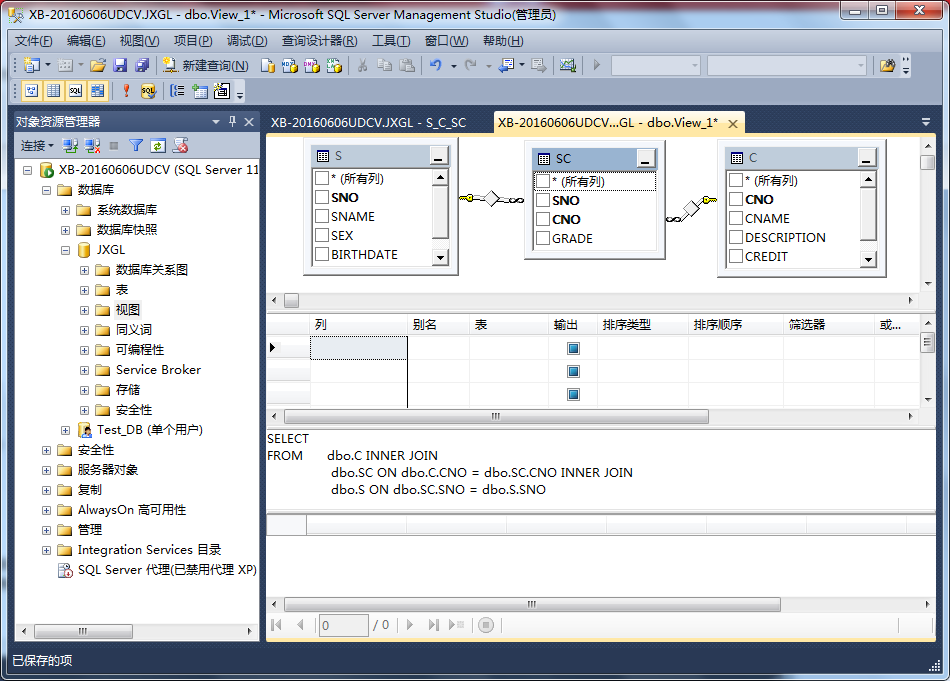 XB-20160606UDCV.JXGL - dbo.View_1* - Microsoft SQL Server Management Studio(管理员)
文件(F) 编辑(E) 视图(V) 项目(P) 调试(D) 查询设计器(R) 工具(T) 窗口(W) 帮助(H)
新建查询(N)
对象资源管理器
连接
XB-20160606UDCV (SQL Server 11
数据库
系统数据库
数据库快照
JXGL
数据库关系图
表
视图
同义词
可编程性
Service Broker
存储
安全性
Test_DB (单个用户)
安全性
服务器对象
复制
AlwaysOn 高可用性
管理
Integration Services 目录
SQL Server 代理(已禁用代理 XP)
XB-20160606UDCV.JXGL - S_C_SC
XB-20160606UDCV...GL - dbo.View_1*
S
* (所有列)
SNO
SNAME
SEX
BIRTHDATE
SC
* (所有列)
SNO
CNO
GRADE
C
* (所有列)
CNO
CNAME
DESCRIPTION
CREDIT
列 别名 表 输出 排序类型 排序顺序 筛选器 或...
SELECT
FROM dbo.C INNER JOIN
dbo.SC ON dbo.C.CNO = dbo.SC.CNO INNER JOIN
dbo.S ON dbo.SC.SNO = dbo.S.SNO
0 / 0
已保存的项